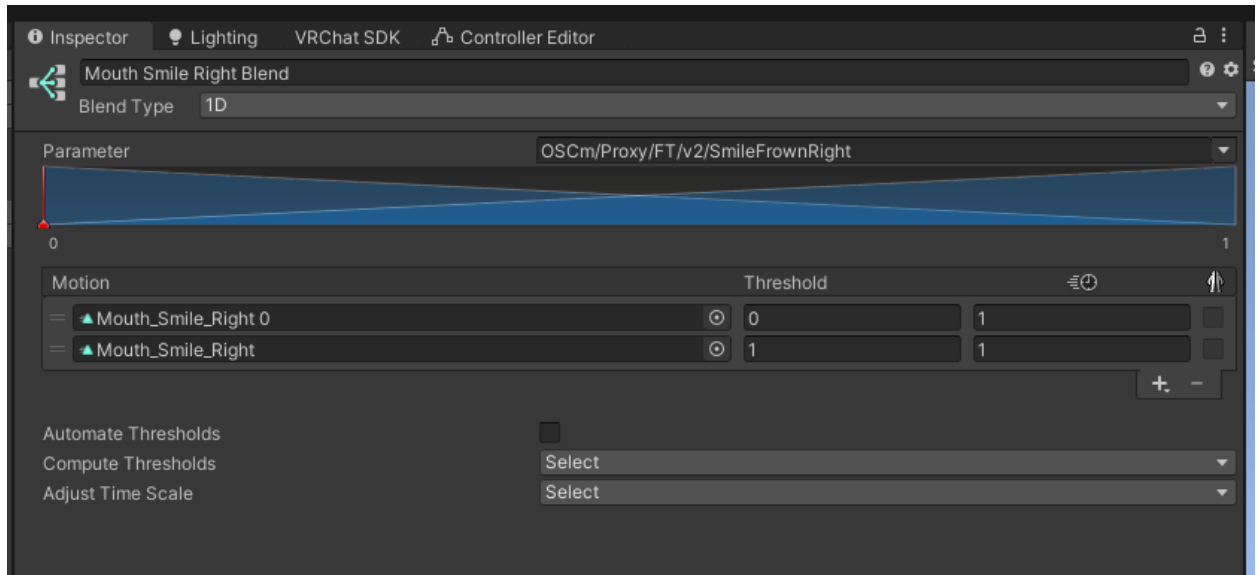 Inspector Lighting VRChat SDK Controller Editor
Mouth Smile Right Blend
Blend Type 1D
Parameter OSCm/Proxy/FT/v2/SmileFrownRight
0 1
Motion Threshold
Mouth_Smile_Right 0 0 1
Mouth_Smile_Right 1 1
Automate Thresholds
Compute Thresholds Select
Adjust Time Scale Select